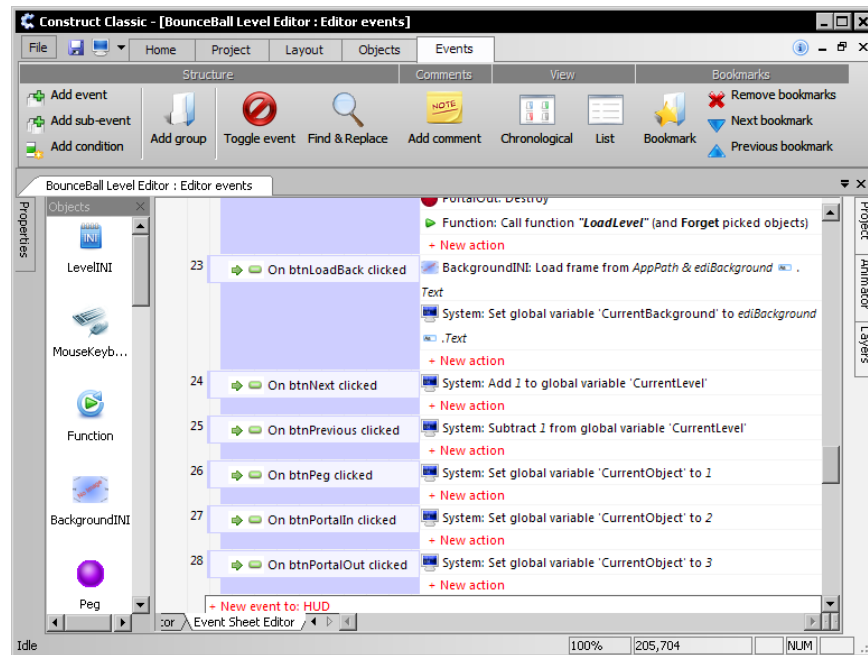 Construct Classic - [BounceBall Level Editor : Editor events]
File Home Project Layout Objects Events
Structure Comments View Bookmarks
Add event
Add sub-event
Add condition
Add group Toggle event Find & Replace Add comment Chronological List Bookmark
NOTE
Remove bookmarks
Next bookmark
Previous bookmark
BounceBall Level Editor : Editor events
Properties
Objects
INI
LevelINI
MouseKeyb...
Function
No Image
BackgroundINI
Peg
PortalOut: Destroy
Function: Call function "LoadLevel" (and Forget picked objects)
+ New action
23 On btnLoadBack clicked BackgroundINI: Load frame from AppPath & ediBackground .
Text
System: Set global variable 'CurrentBackground' to ediBackground
.Text
+ New action
24 On btnNext clicked System: Add 1 to global variable 'CurrentLevel'
+ New action
25 On btnPrevious clicked System: Subtract 1 from global variable 'CurrentLevel'
+ New action
26 On btnPeg clicked System: Set global variable 'CurrentObject' to 1
+ New action
27 On btnPortalIn clicked System: Set global variable 'CurrentObject' to 2
+ New action
28 On btnPortalOut clicked System: Set global variable 'CurrentObject' to 3
+ New action
+ New event to: HUD
Project
Animator
Layers
:or Event Sheet Editor
Idle 100% 205,704 NUM